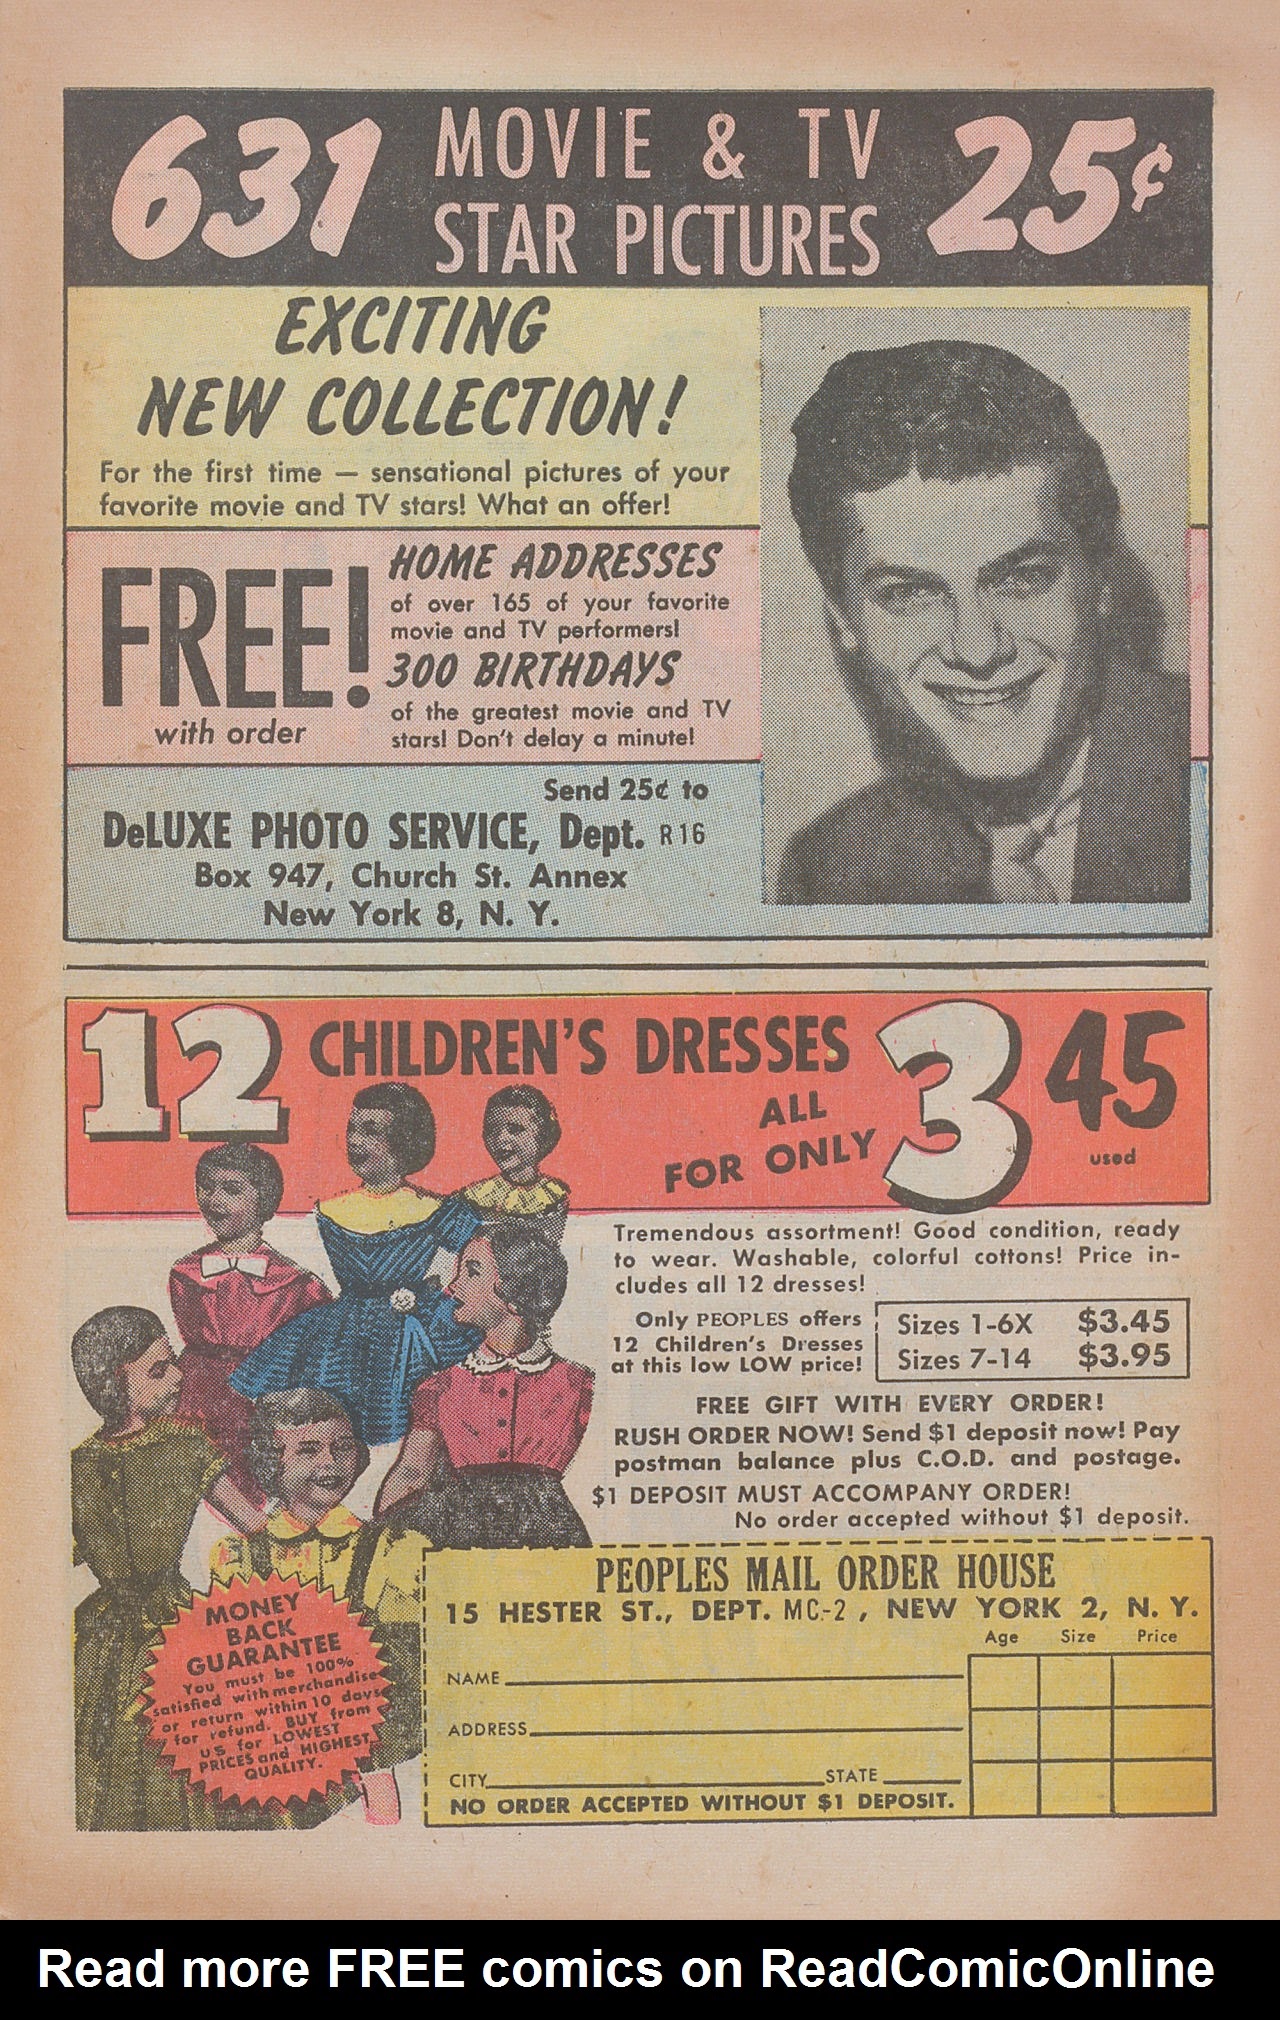 631
MOVIE & TV
STAR PICTURES
25¢
EXCITING
NEW COLLECTION!
For the first time — sensational pictures of your
favorite movie and TV stars! What an offer!
FREE!
with order
HOME ADDRESSES
of over 165 of your favorite
movie and TV performers!
300 BIRTHDAYS
of the greatest movie and TV
stars! Don't delay a minute!
Send 25¢ to
DeLUXE PHOTO SERVICE, Dept. R16
Box 947, Church St. Annex
New York 8, N. Y.
12 CHILDREN'S DRESSES
ALL
FOR ONLY
3 45
used
Tremendous assortment! Good condition, ready
to wear. Washable, colorful cottons! Price in-
cludes all 12 dresses!
Only PEOPLES offers
12 Children's Dresses
at this low LOW price!
Sizes 1-6X $3.45
Sizes 7-14 $3.95
FREE GIFT WITH EVERY ORDER!
RUSH ORDER NOW! Send $1 deposit now! Pay
postman balance plus C.O.D. and postage.
$1 DEPOSIT MUST ACCOMPANY ORDER!
No order accepted without $1 deposit.
MONEY
BACK
GUARANTEE
You must be 100%
satisfied with merchandise
or return within 10 days
for refund. BUY from
US for LOWEST
PRICES and HIGHEST
QUALITY.
PEOPLES MAIL ORDER HOUSE
15 HESTER ST., DEPT. MC-2, NEW YORK 2, N. Y.
Age Size Price
NAME
ADDRESS
CITY STATE
NO ORDER ACCEPTED WITHOUT $1 DEPOSIT.
Read more FREE comics on ReadComicOnline